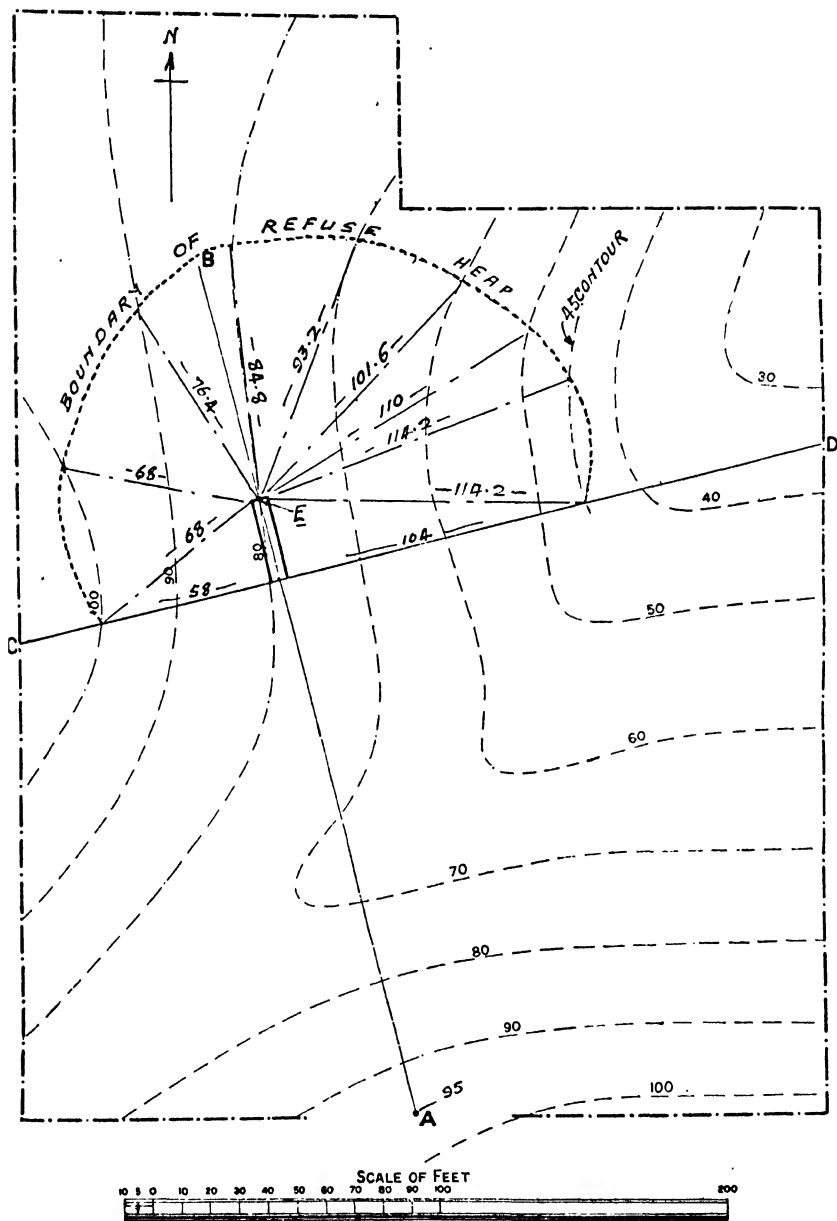 N
BOUNDARY OF REFUSE HEAP
B
45 CONTOUR
30
-76.4-
-84.8-
-93.2-
-101.6-
-110-
-114.2-
D
-68-
-114.2-
E
40
68
80
104
90
-58-
100
50
C
60
70
80
90
95
100
A
SCALE OF FEET
10 5 0 10 20 30 40 50 60 70 80 90 100 200